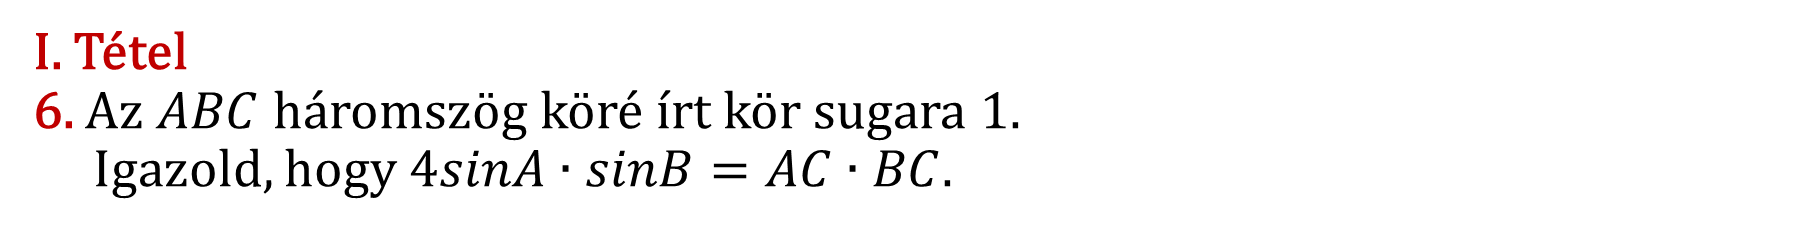 I. Tétel
6. Az ABC háromszög köré írt kör sugara 1.
Igazold, hogy 4sinA · sinB = AC · BC.